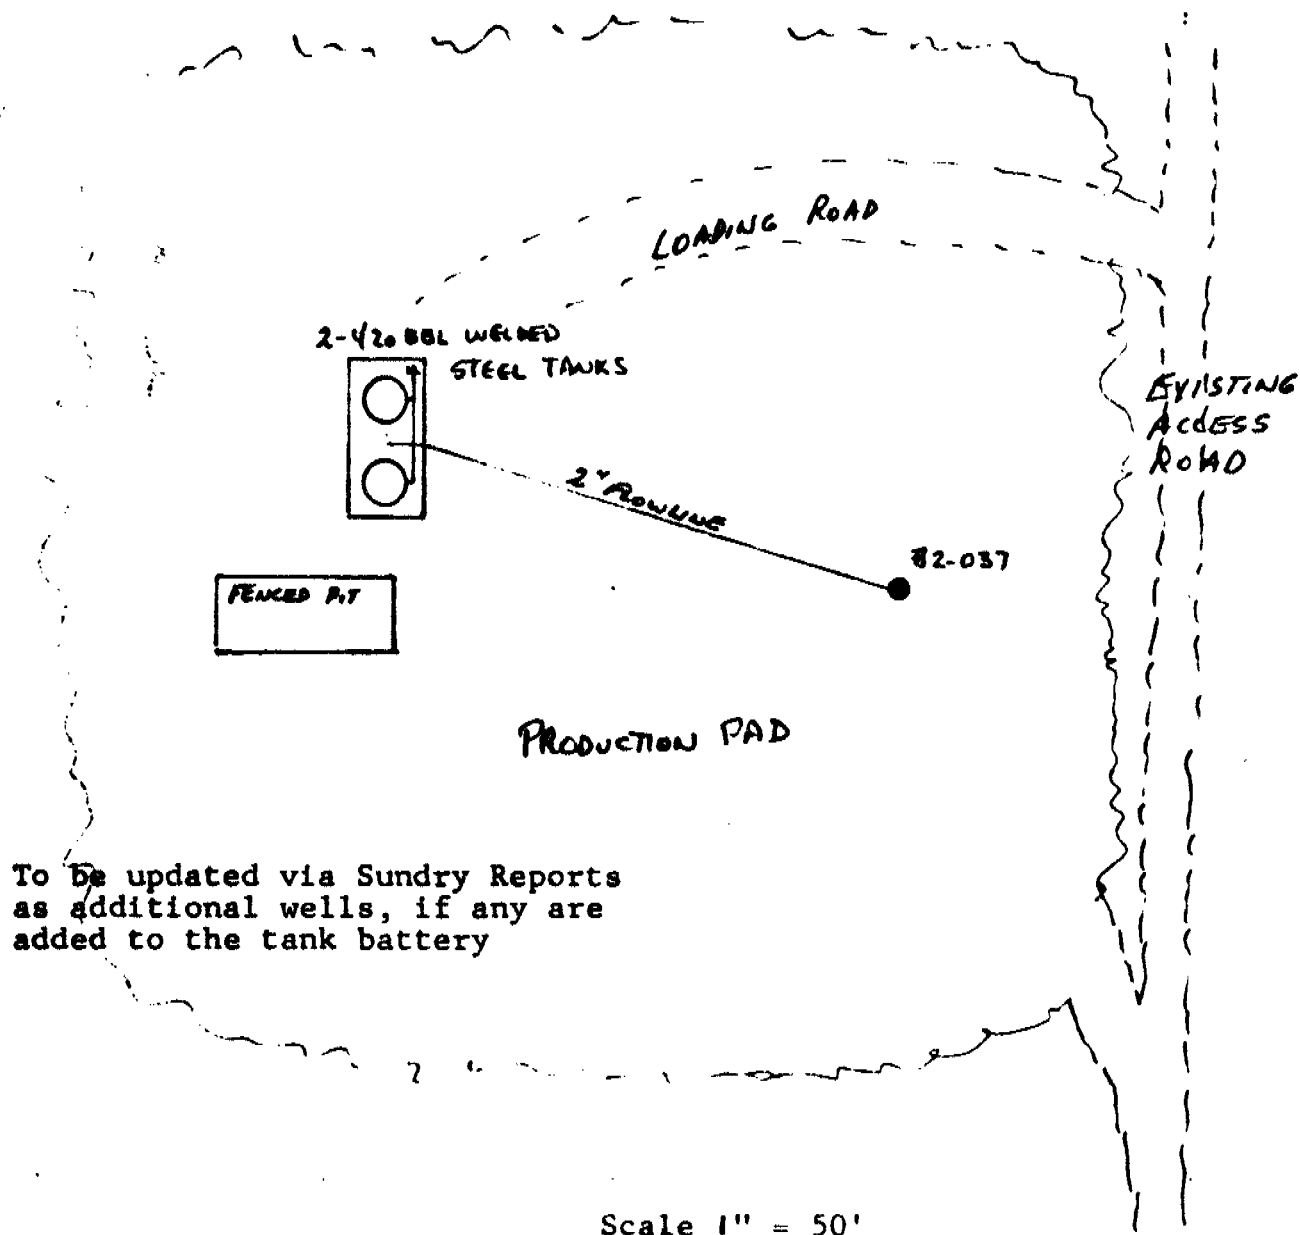 LOADING ROAD
2-420 BBL WELDED
STEEL TANKS
EXISTING
ACCESS
ROAD
2" FLOWLINE
82-037
FENCED PIT
PRODUCTION PAD
To be updated via Sundry Reports
as additional wells, if any are
added to the tank battery
Scale 1" = 50'